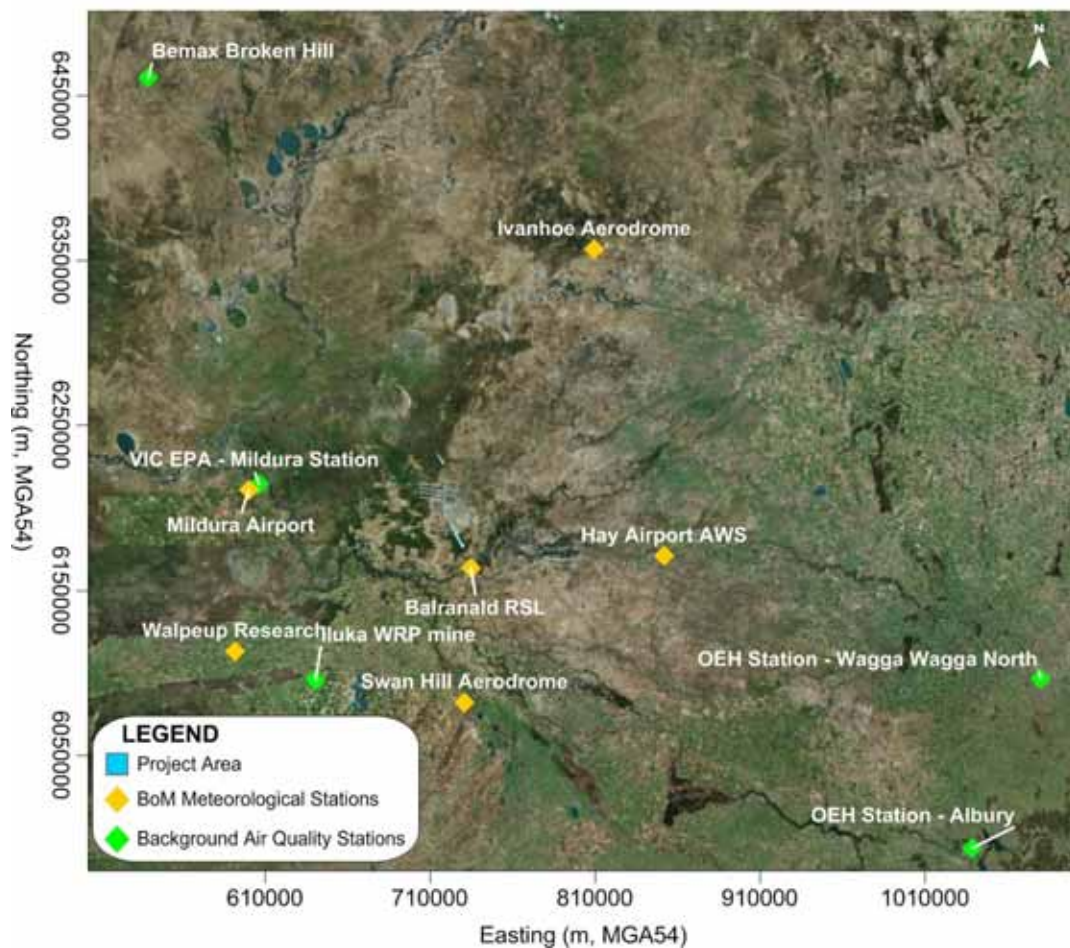 N
Bemax Broken Hill
Ivanhoe Aerodrome
VIC EPA - Mildura Station
Mildura Airport
Hay Airport AWS
Balranald RSL
Walpeup Research
Iluka WRP mine
OEH Station - Wagga Wagga North
Swan Hill Aerodrome
OEH Station - Albury
LEGEND
Project Area
BoM Meteorological Stations
Background Air Quality Stations
Northing (m, MGA54)
6450000
6350000
6250000
6150000
6050000
610000
710000
810000
910000
1010000
Easting (m, MGA54)